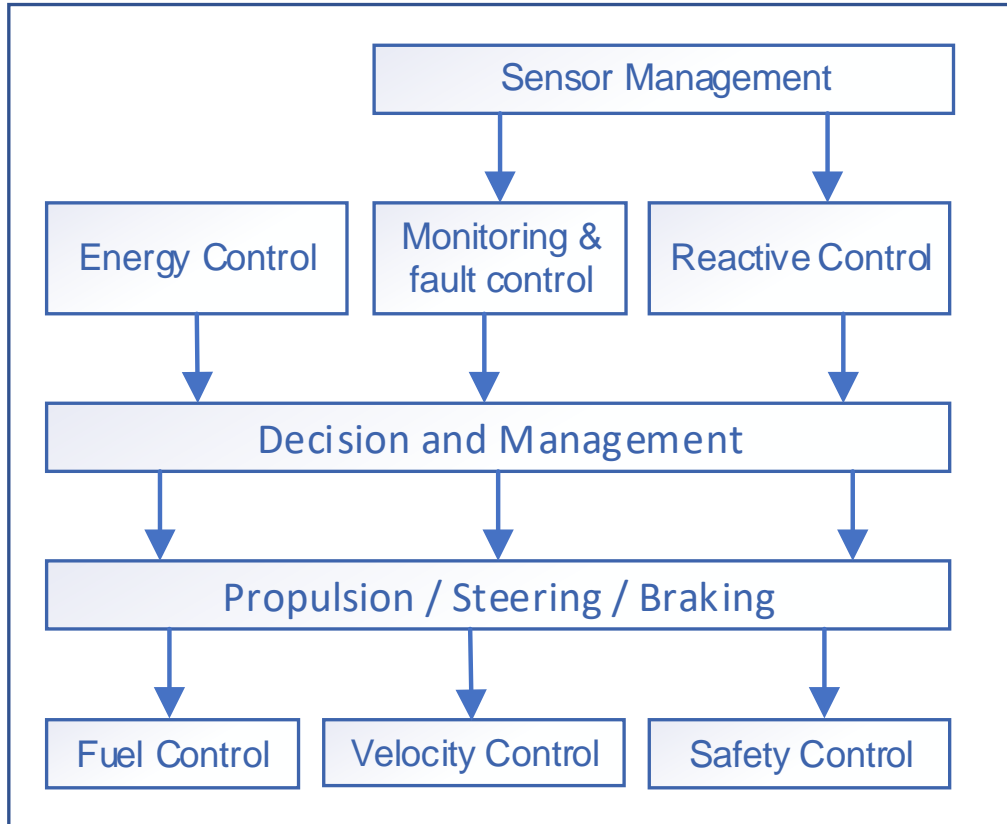 Sensor Management
Energy Control
Monitoring &
fault control
Reactive Control
Decision and Management
Propulsion / Steering / Braking
Fuel Control
Velocity Control
Safety Control